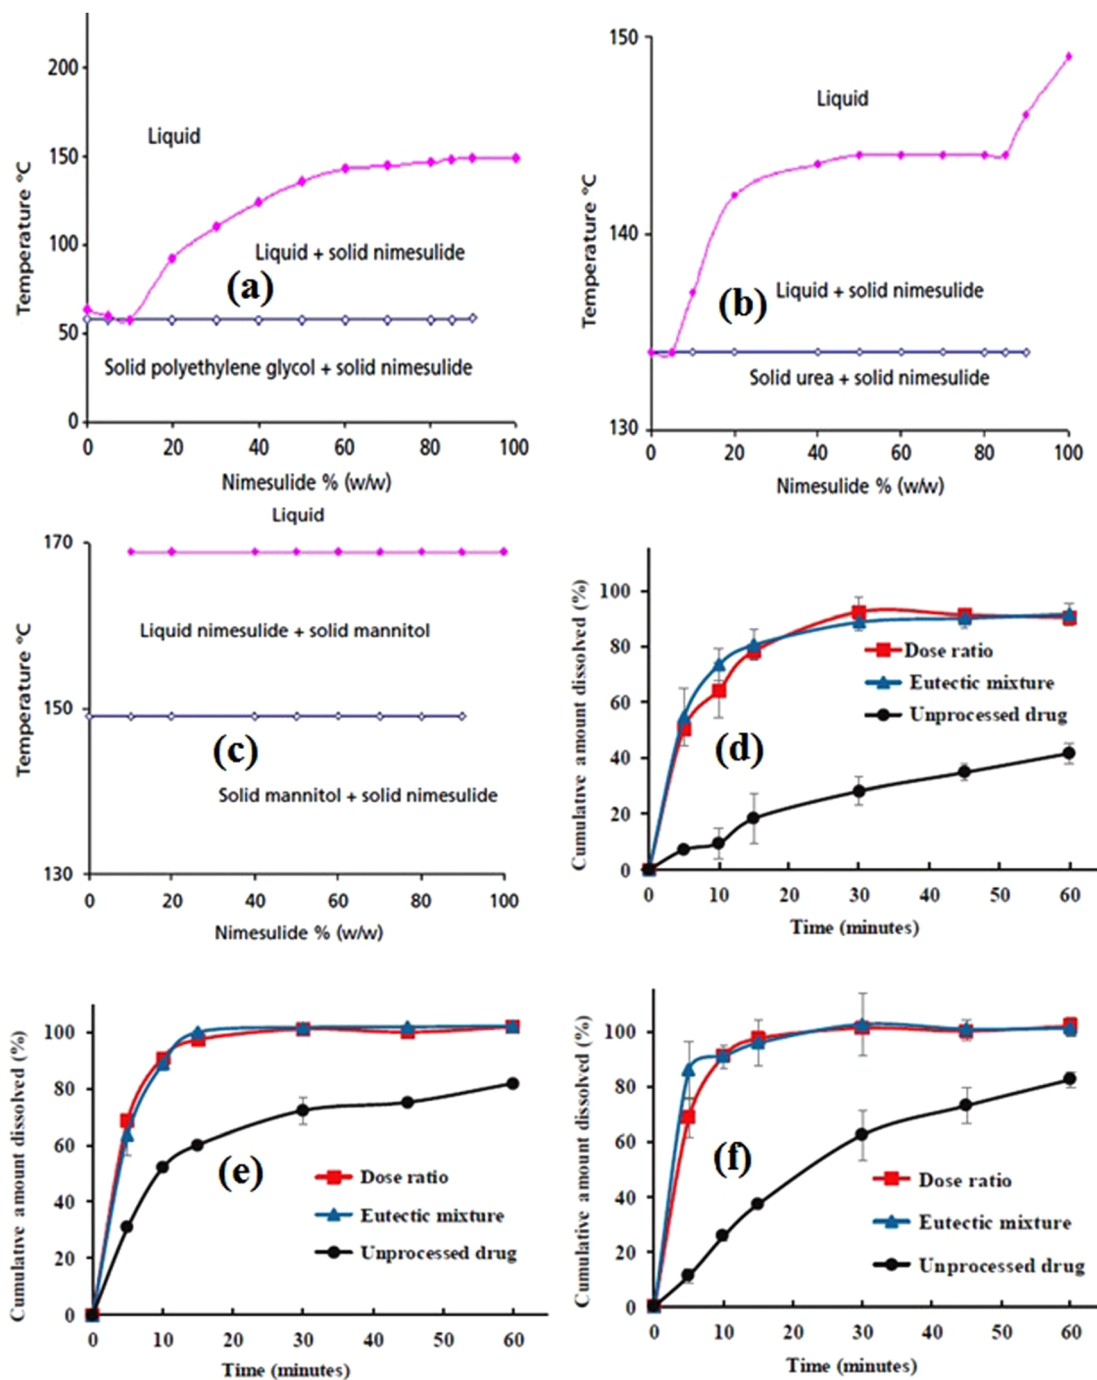 200
150
100
50
0
Temperature °C
Liquid
Liquid + solid nimesulide
(a)
Solid polyethylene glycol + solid nimesulide
0 20 40 60 80 100
Nimesulide % (w/w)
150
140
130
Temperature °C
Liquid
(b)
Liquid + solid nimesulide
Solid urea + solid nimesulide
0 20 40 60 80 100
Nimesulide % (w/w)
Liquid
170
150
130
Temperature °C
Liquid nimesulide + solid mannitol
(c)
Solid mannitol + solid nimesulide
0 20 40 60 80 100
Nimesulide % (w/w)
100
80
60
40
20
0
Cumulative amount dissolved (%)
Dose ratio
Eutectic mixture
Unprocessed drug
(d)
0 10 20 30 40 50 60
Time (minutes)
100
80
60
40
20
0
Cumulative amount dissolved (%)
(e)
Dose ratio
Eutectic mixture
Unprocessed drug
0 10 20 30 40 50 60
Time (minutes)
100
80
60
40
20
0
Cumulative amount dissolved (%)
(f)
Dose ratio
Eutectic mixture
Unprocessed drug
0 10 20 30 40 50 60
Time (minutes)